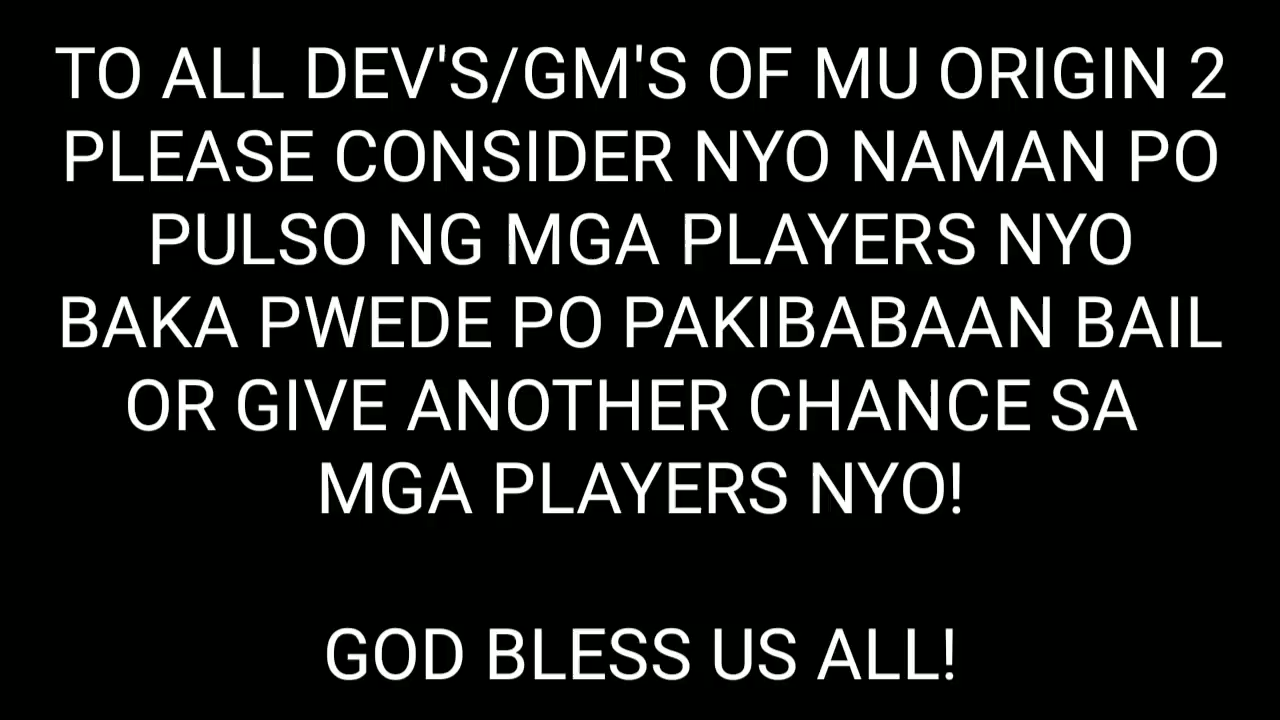 TO ALL DEV'S/GM'S OF MU ORIGIN 2
PLEASE CONSIDER NYO NAMAN PO
PULSO NG MGA PLAYERS NYO
BAKA PWEDE PO PAKIBABAAN BAIL
OR GIVE ANOTHER CHANCE SA
MGA PLAYERS NYO!
GOD BLESS US ALL!